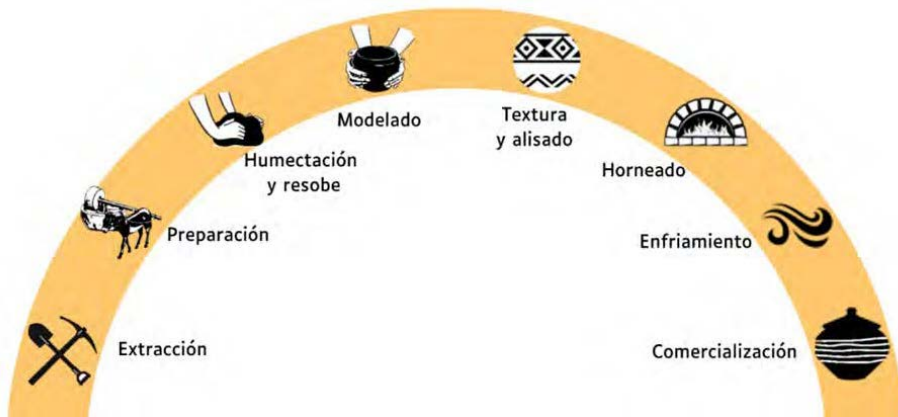 Extracción
Preparación
Humectación
y resobe
Modelado
Textura
y alisado
Horneado
Enfriamiento
Comercialización